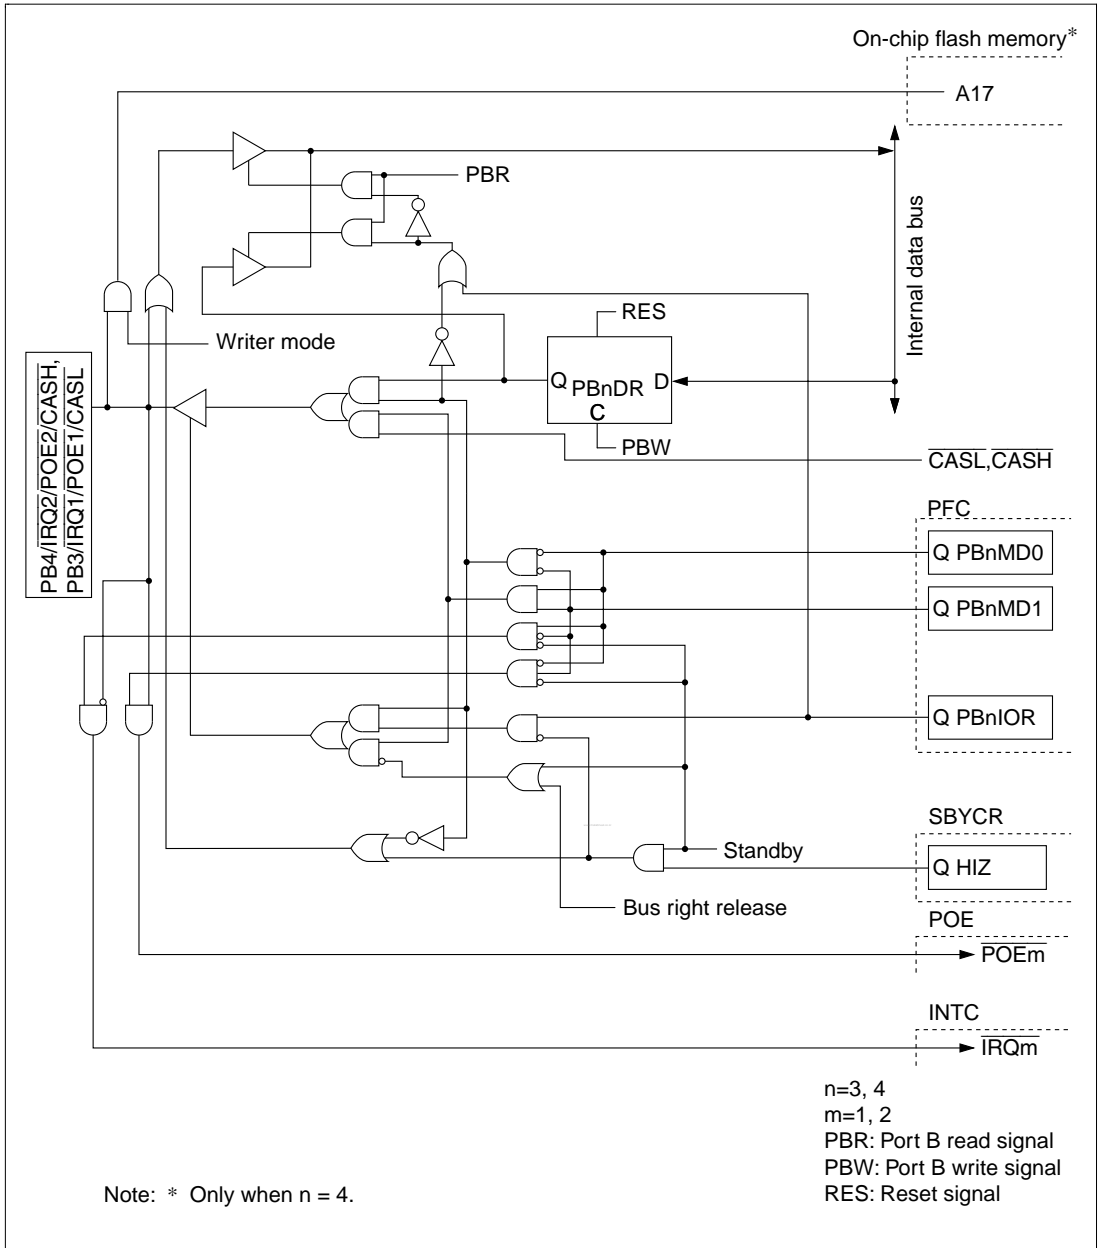 On-chip flash memory*
A17
PBR
Internal data bus
RES
Writer mode
Q PBnDR D
C
PBW
PB4/IRQ2/POE2/CASH,
PB3/IRQ1/POE1/CASL
CASL,CASH
PFC
Q PBnMD0
Q PBnMD1
Q PBnIOR
SBYCR
Standby
Q HIZ
Bus right release
POE
POEm
INTC
IRQm
n=3, 4
m=1, 2
PBR: Port B read signal
PBW: Port B write signal
RES: Reset signal
Note: * Only when n = 4.